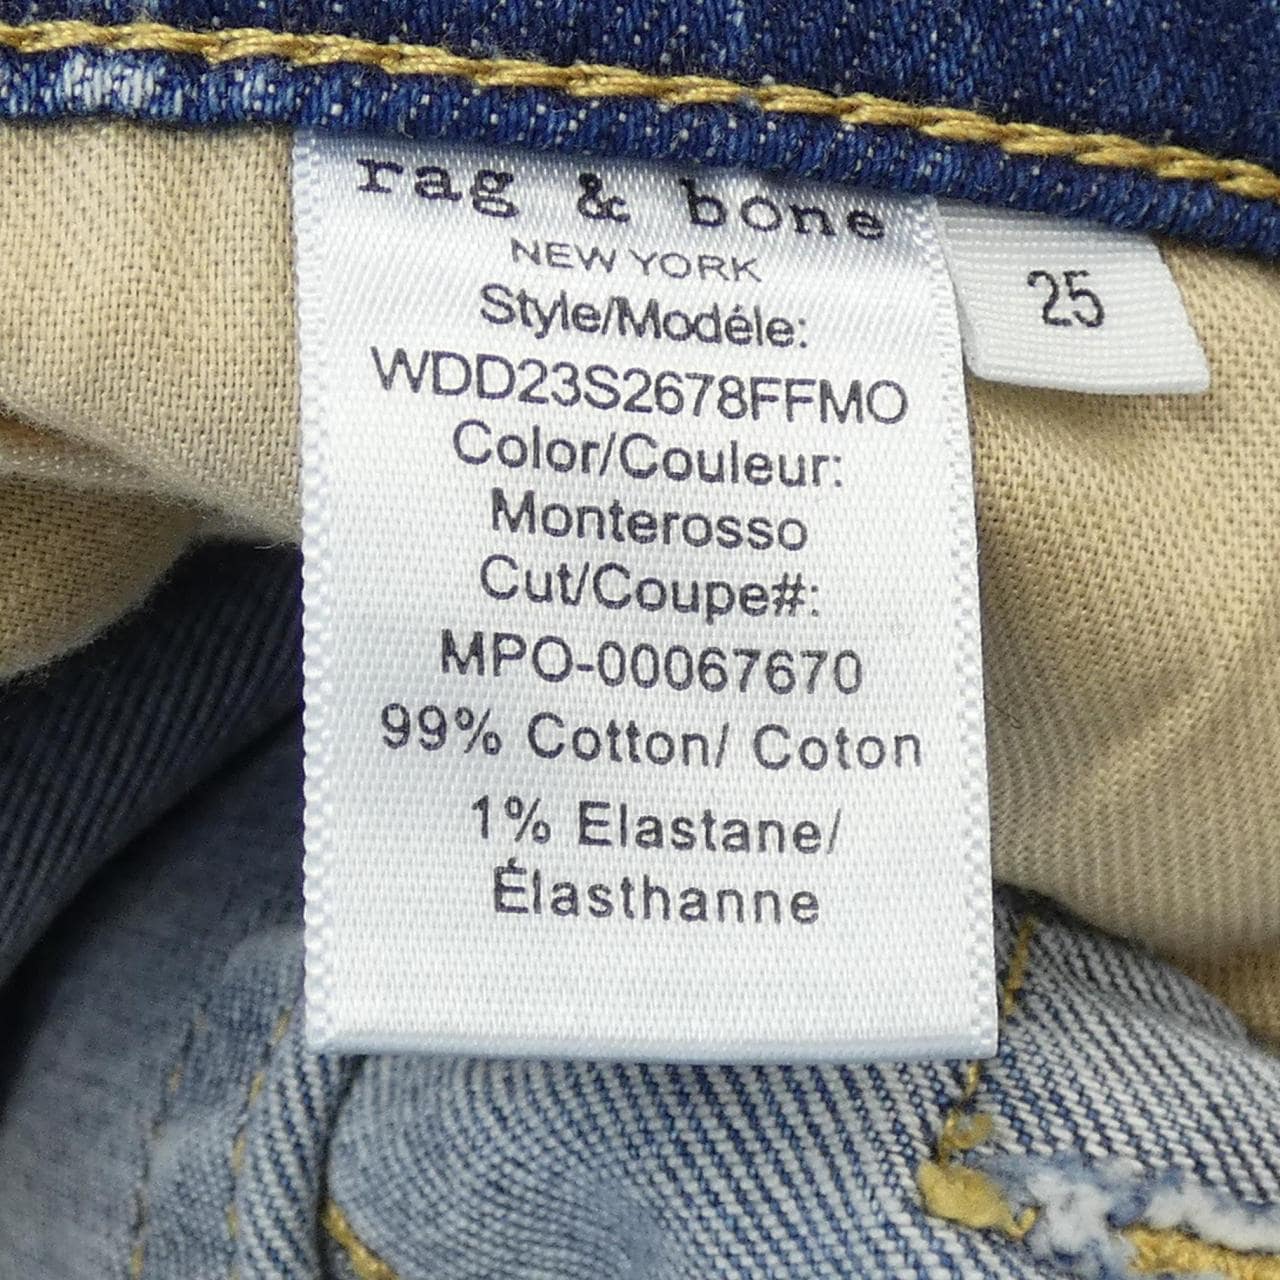 rag & bone
NEW YORK
Style/Modéle:
WDD23S2678FFMO
Color/Couleur:
Monterosso
Cut/Coupe#:
MPO-00067670
99% Cotton/ Coton
1% Elastane/
Élasthanne
25